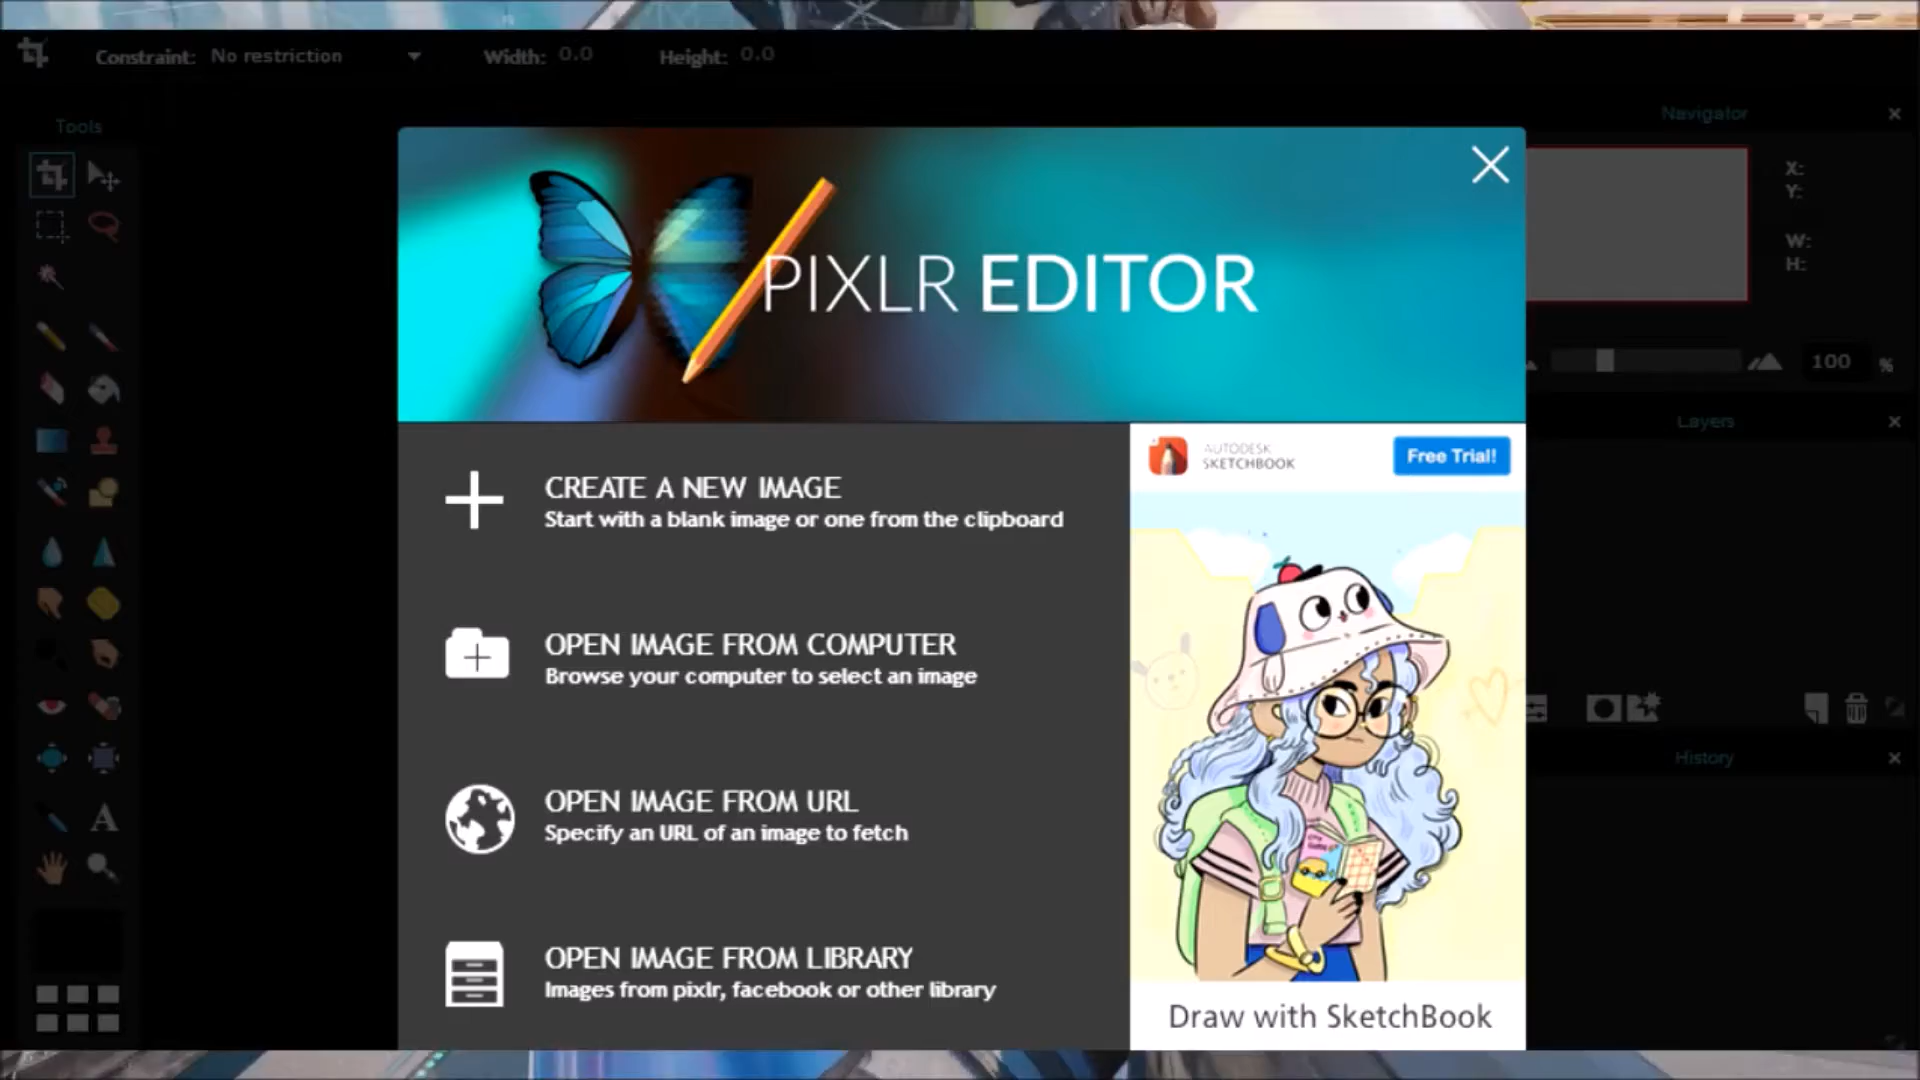 Constraint: No restriction Width: 0.0 Height: 0.0
Tools
Navigator
X:
Y:
W:
H:
100 %
Layers
History
A
PIXLR EDITOR
CREATE A NEW IMAGE
Start with a blank image or one from the clipboard
OPEN IMAGE FROM COMPUTER
Browse your computer to select an image
OPEN IMAGE FROM URL
Specify an URL of an image to fetch
OPEN IMAGE FROM LIBRARY
Images from pixlr, facebook or other library
AUTODESK
SKETCHBOOK
Free Trial!
Draw with SketchBook